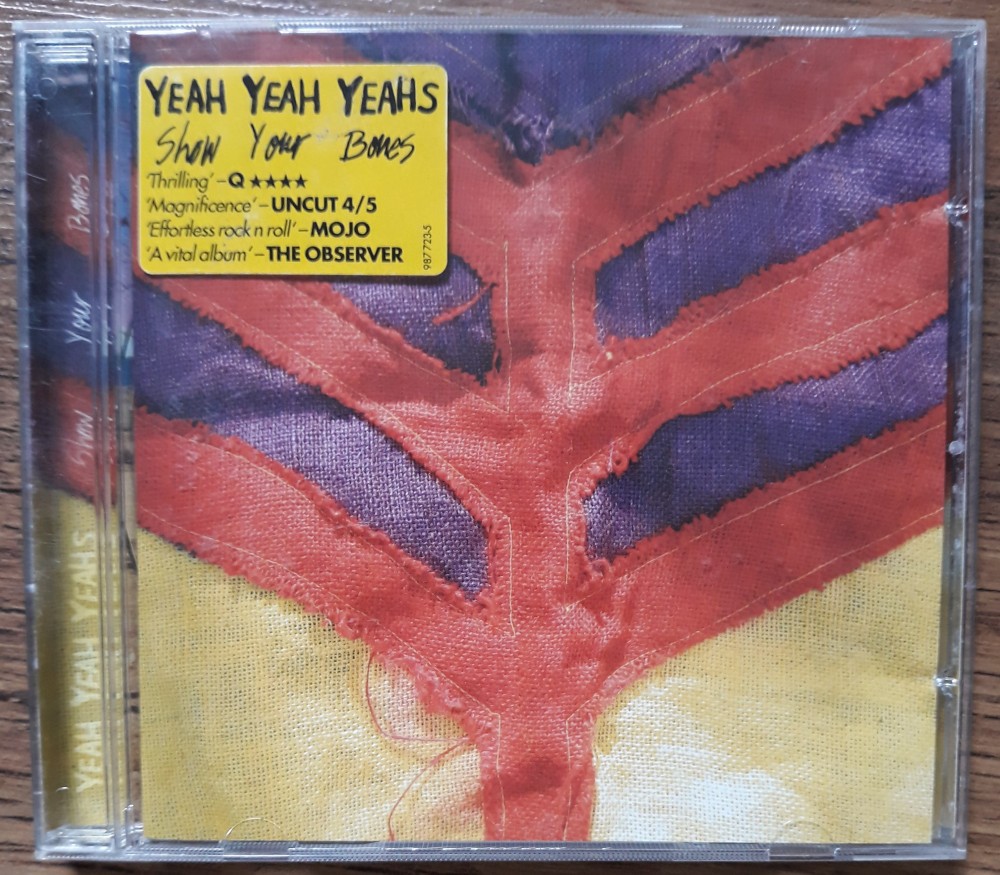 YEAH YEAH YEAHS
Show Your Bones
'Thrilling' – Q ★★★★
'Magnificence' – UNCUT 4/5
'Effortless rock n roll' – MOJO
'A vital album' – THE OBSERVER
9877235
YEAH YEAH YEAHS Show Your Bones